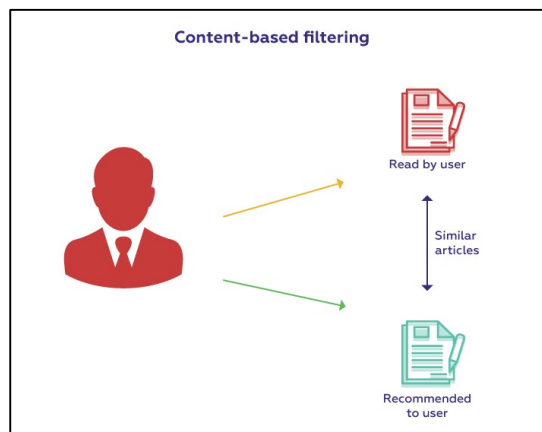 Content-based filtering
Read by user
Similar
articles
Recommended
to user